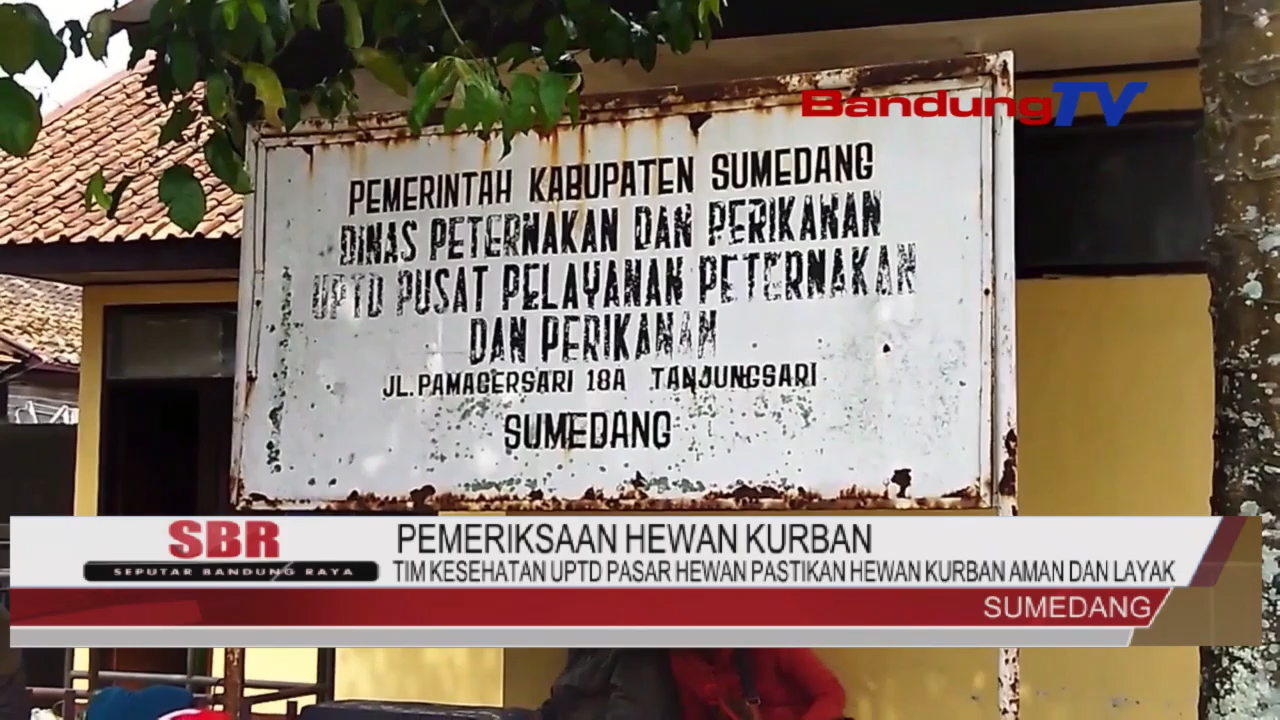 BandungTV
PEMERINTAH KABUPATEN SUMEDANG
DINAS PETERNAKAN DAN PERIKANAN
UPTD PUSAT PELAYANAN PETERNAKAN
DAN PERIKANAN
JL.PAMAGERSARI 18A TANJUNGSARI
SUMEDANG
SBR
SEPUTAR BANDUNG RAYA
PEMERIKSAAN HEWAN KURBAN
TIM KESEHATAN UPTD PASAR HEWAN PASTIKAN HEWAN KURBAN AMAN DAN LAYAK
SUMEDANG